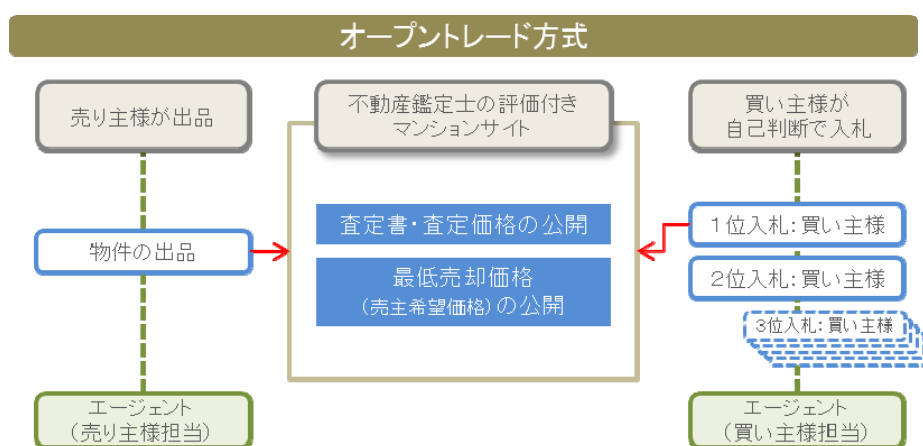 オープントレード方式
売り主様が出品
不動産鑑定士の評価付き
マンションサイト
買い主様が
自己判断で入札
物件の出品
査定書・査定価格の公開
最低売却価格
(売主希望価格)の公開
1位入札:買い主様
2位入札:買い主様
3位入札:買い主様
エージェント
(売り主様担当)
エージェント
(買い主様担当)